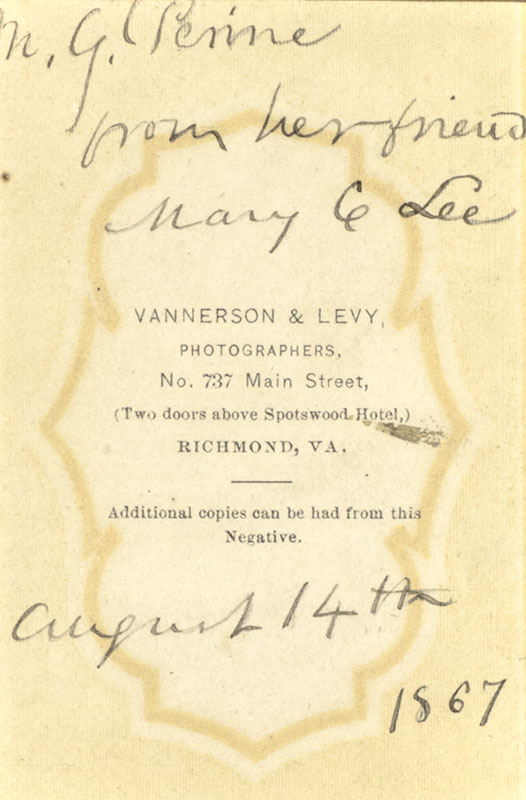 M. G. Perine
from her friend
Mary C Lee
VANNERSON & LEVY,
PHOTOGRAPHERS,
No. 737 Main Street,
(Two doors above Spotswood Hotel,)
RICHMOND, VA.
Additional copies can be had from this
Negative.
August 14th
1867